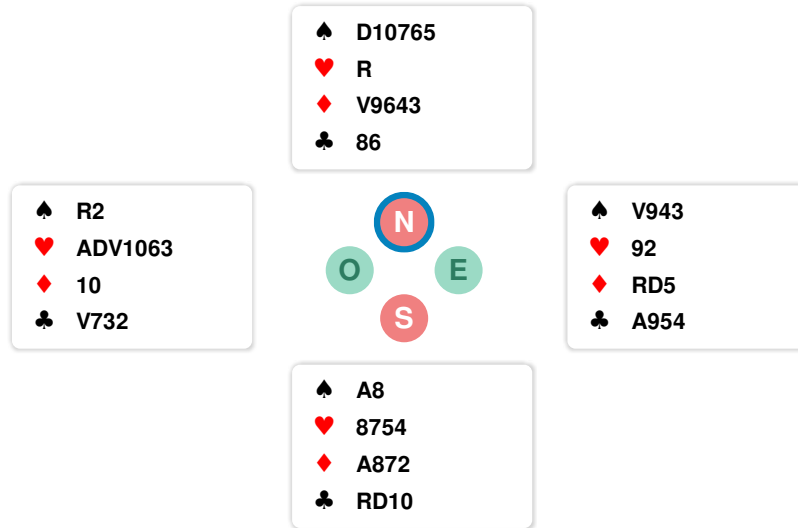 ♠ D10765
♥ R
♦ V9643
♣ 86
♠ R2
♥ ADV1063
♦ 10
♣ V732
N
O E
S
♠ V943
♥ 92
♦ RD5
♣ A954
♠ A8
♥ 8754
♦ A872
♣ RD10